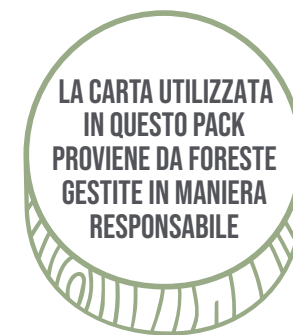 LA CARTA UTILIZZATA
IN QUESTO PACK
PROVIENE DA FORESTE
GESTITE IN MANIERA
RESPONSABILE